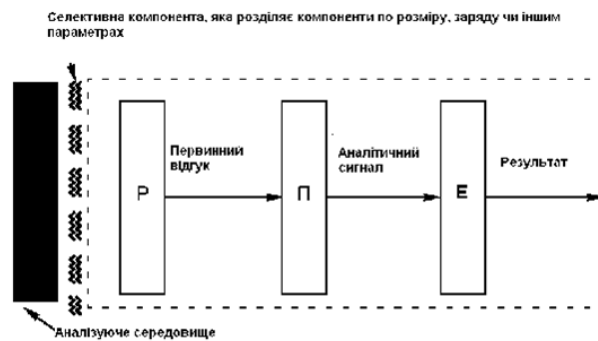 Селективна компонента, яка розділяє компоненти по розміру, заряду чи іншим
параметрах
Первинний
відгук
Аналітичний
сигнал
Результат
Р
П
Е
Аналізуюче середовище